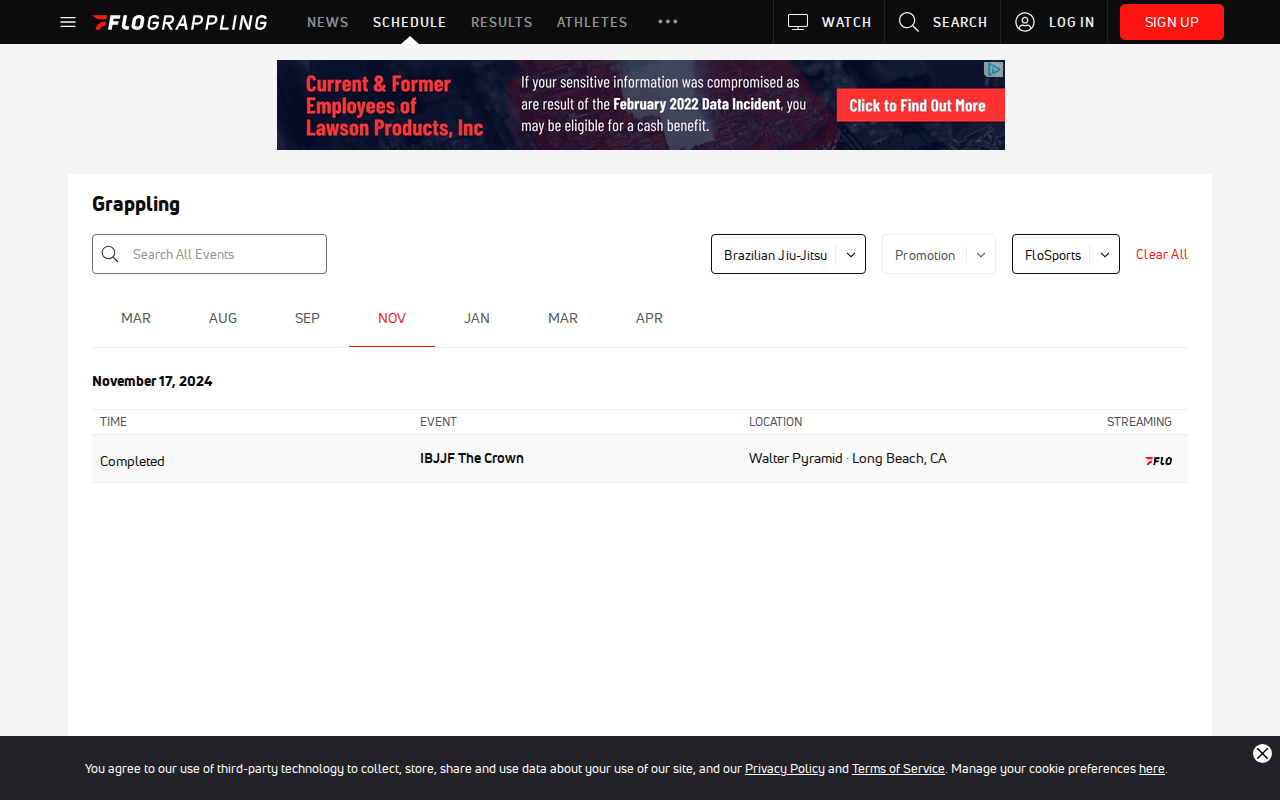 FLOGRAPPLING NEWS SCHEDULE RESULTS ATHLETES ••• WATCH SEARCH LOG IN SIGN UP
Current & Former
Employees of
Lawson Products, Inc
If your sensitive information was compromised as
are result of the February 2022 Data Incident, you
may be eligible for a cash benefit.
Click to Find Out More
Grappling
Search All Events Brazilian Jiu-Jitsu Promotion FloSports Clear All
MAR AUG SEP NOV JAN MAR APR
November 17, 2024
TIME EVENT LOCATION STREAMING
Completed IBJJF The Crown Walter Pyramid · Long Beach, CA FLO
You agree to our use of third-party technology to collect, store, share and use data about your use of our site, and our Privacy Policy and Terms of Service. Manage your cookie preferences here.